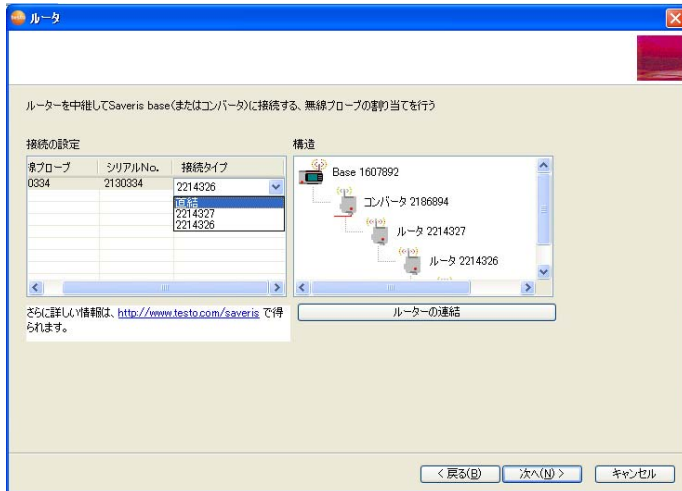 ルータ
ルーターを中継してSaveris base(またはコンバータ)に接続する、無線プローブの割り当てを行う
接続の設定
線プローブ シリアルNo. 接続タイプ
0334 2130334 2214326
直結
2214327
2214326
構造
Base 1607892
コンバータ 2186894
ルータ 2214327
ルータ 2214326
さらに詳しい情報は、http://www.testo.com/saveris で得
られます。
ルーターの連結
< 戻る(B)
次へ(N) >
キャンセル